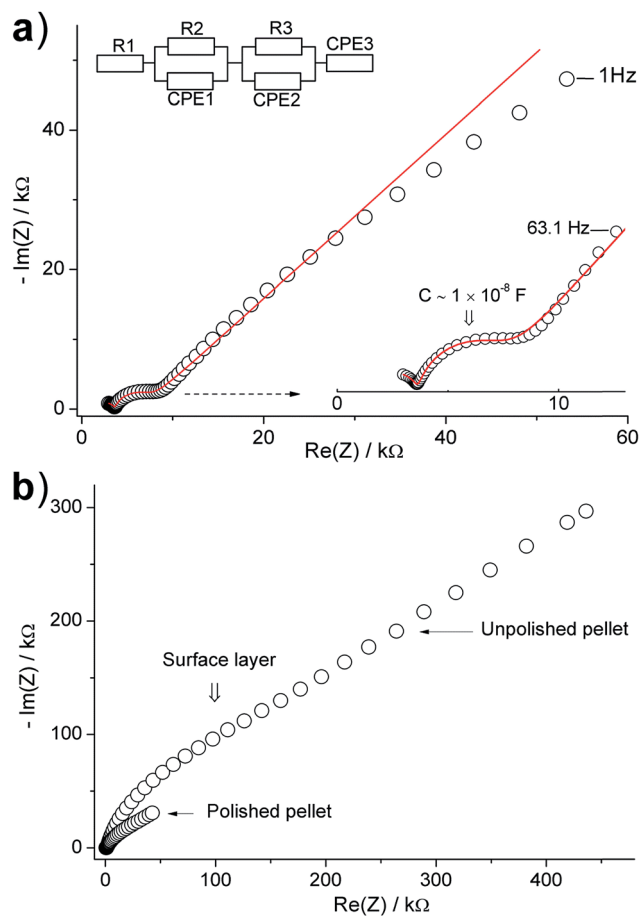 a)
R1
R2
CPE1
R3
CPE2
CPE3
1Hz
63.1 Hz
C ~ 1 × 10⁻⁸ F
0
10
- Im(Z) / kΩ
40
20
0
0
20
40
60
Re(Z) / kΩ
b)
- Im(Z) / kΩ
300
200
100
0
Unpolished pellet
Surface layer
Polished pellet
0
100
200
300
400
Re(Z) / kΩ